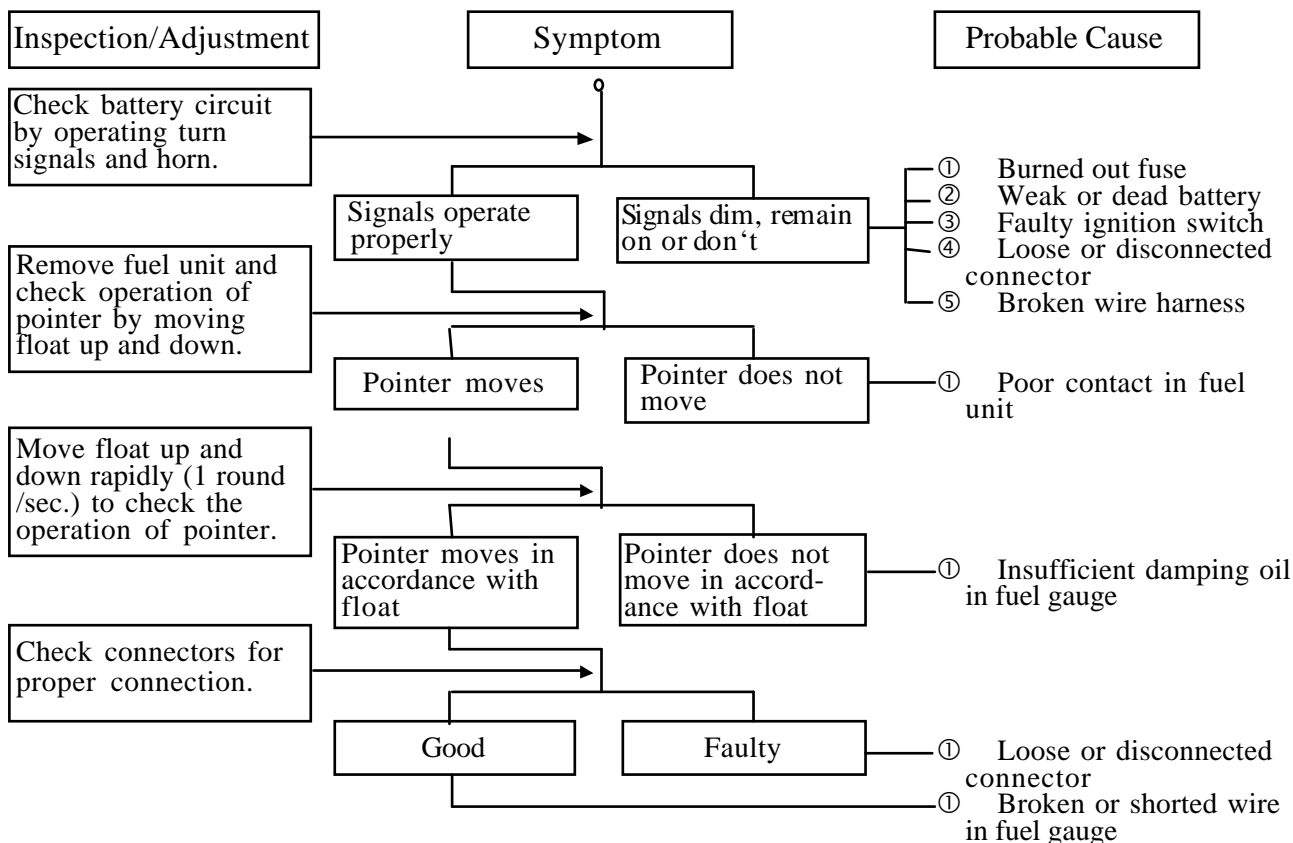 Inspection/Adjustment
Symptom
Probable Cause
Check battery circuit
by operating turn
signals and horn.
Signals operate
properly
Signals dim, remain
on or don‘t
① Burned out fuse
② Weak or dead battery
③ Faulty ignition switch
④ Loose or disconnected
connector
⑤ Broken wire harness
Remove fuel unit and
check operation of
pointer by moving
float up and down.
Pointer moves
Pointer does not
move
① Poor contact in fuel
unit
Move float up and
down rapidly (1 round
/sec.) to check the
operation of pointer.
Pointer moves in
accordance with
float
Pointer does not
move in accord-
ance with float
① Insufficient damping oil
in fuel gauge
Check connectors for
proper connection.
Good
Faulty
① Loose or disconnected
connector
① Broken or shorted wire
in fuel gauge